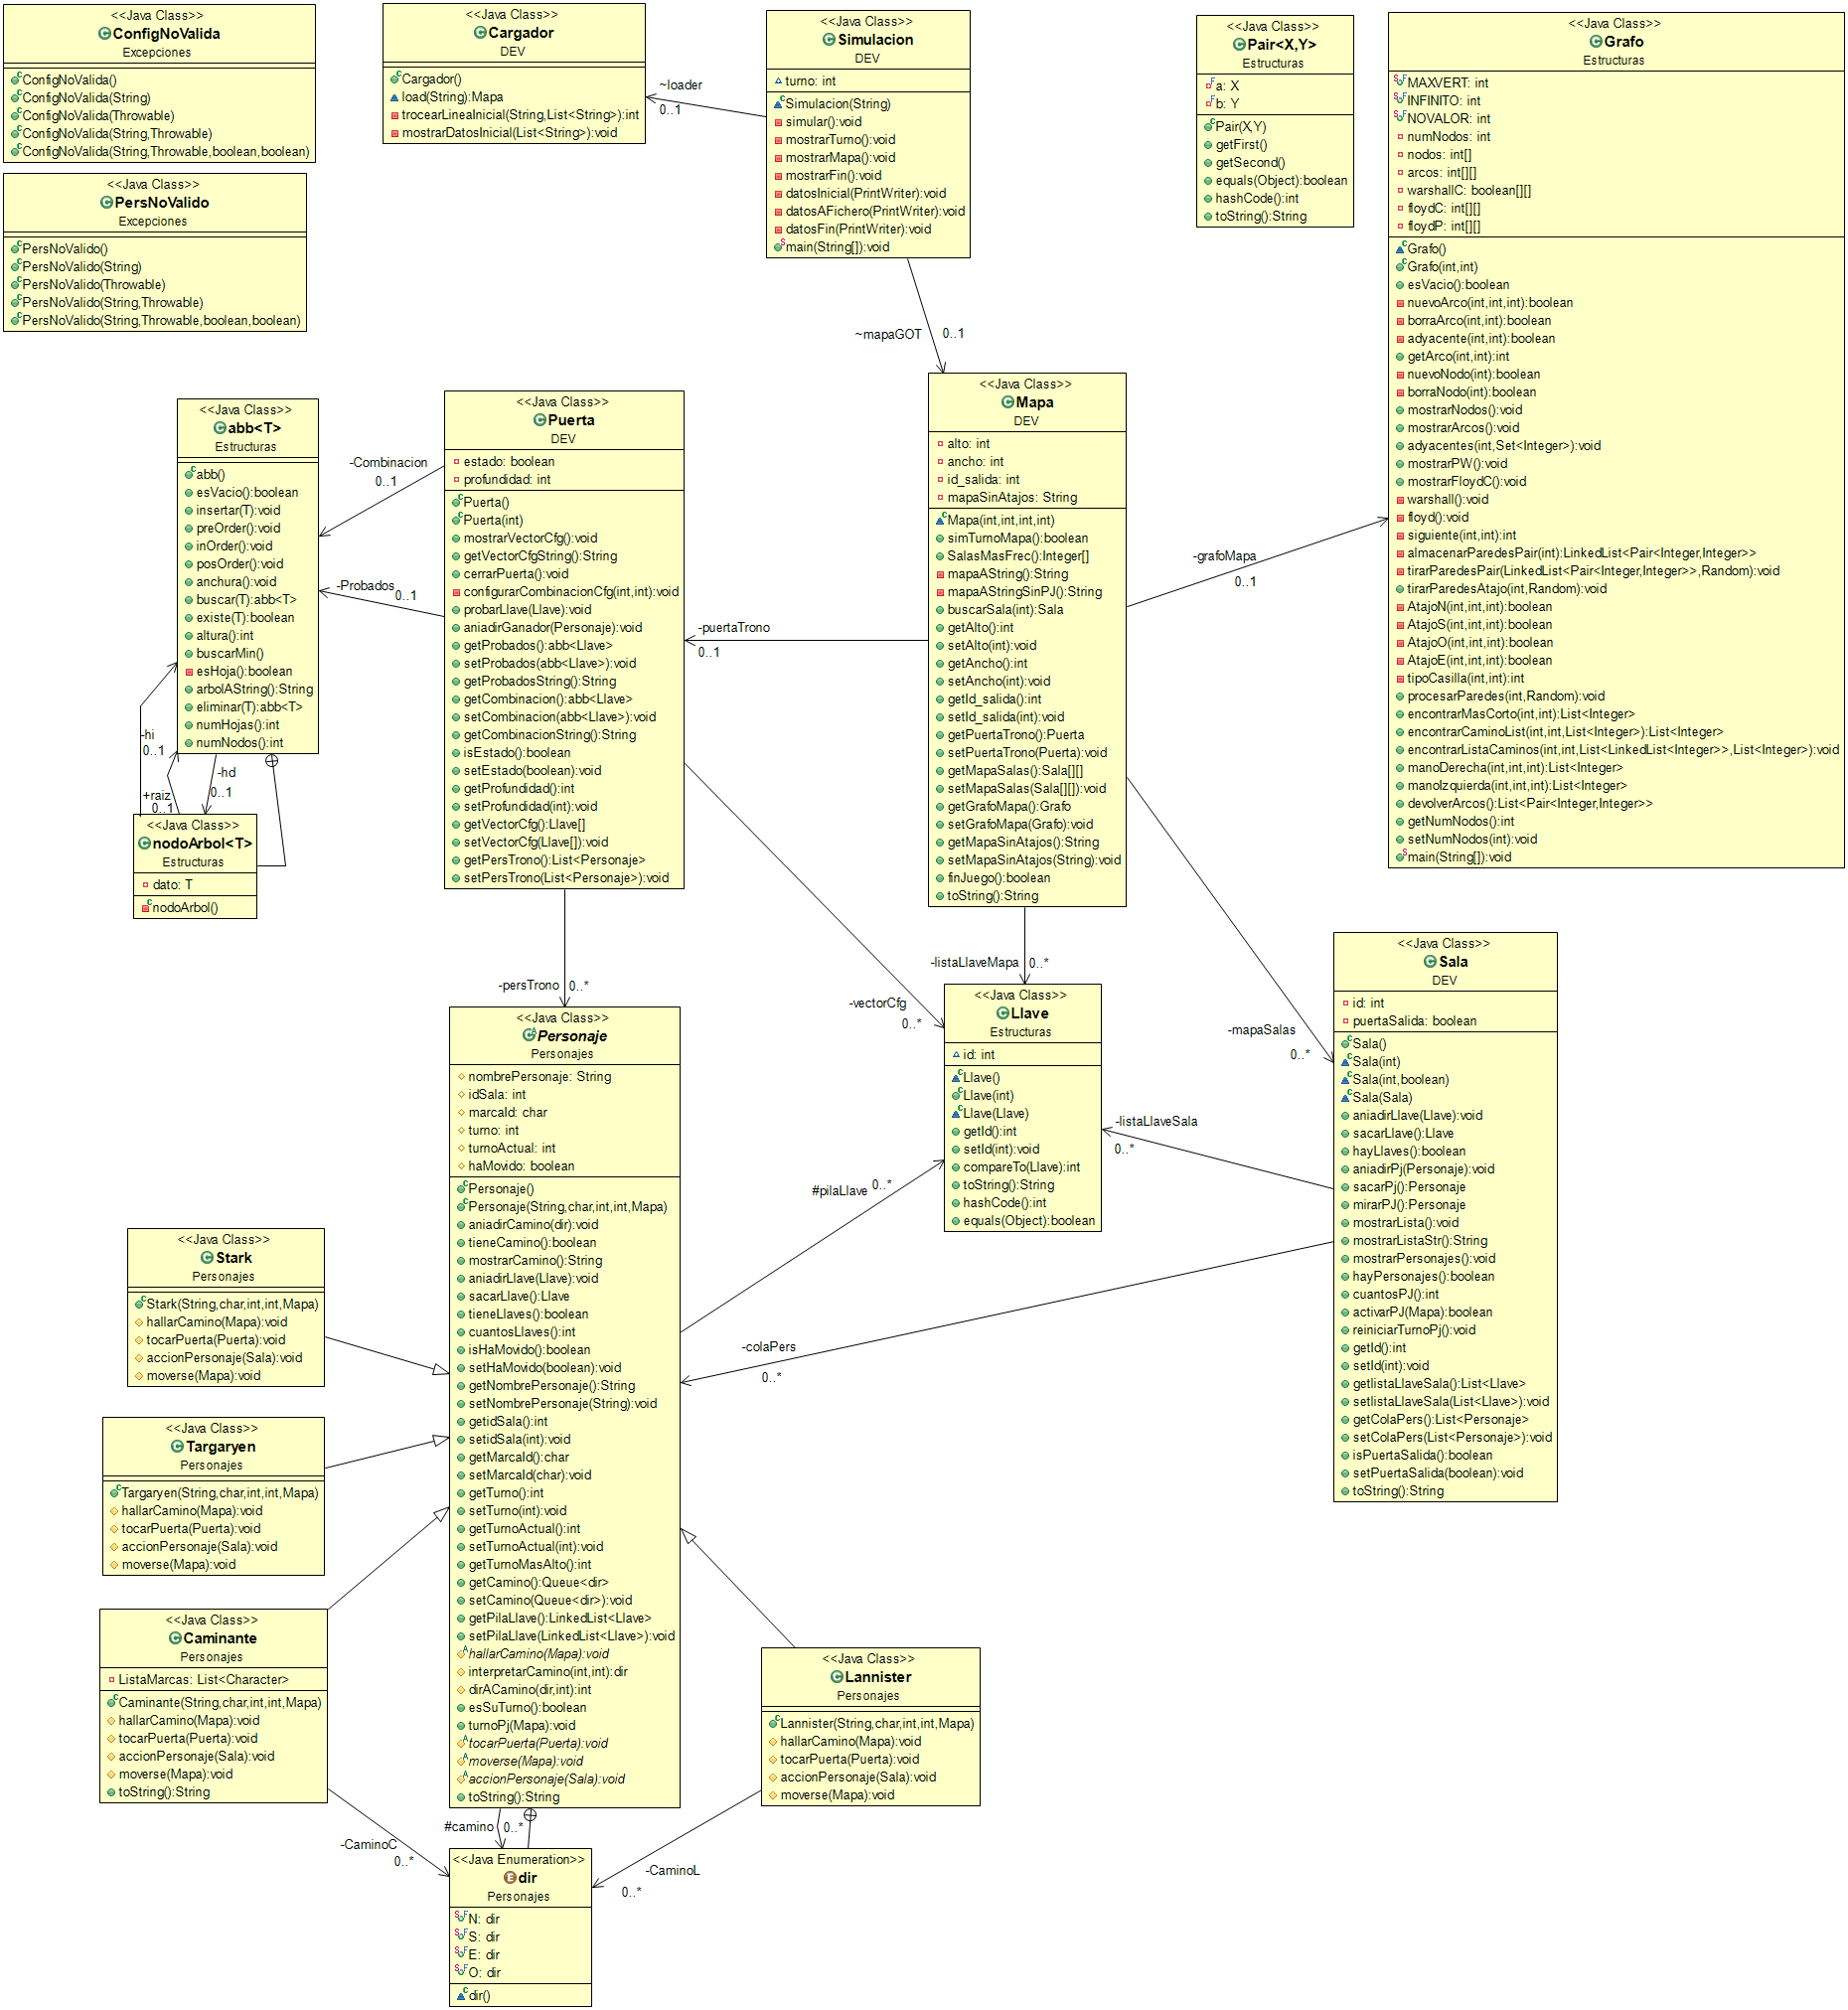 <<Java Class>>
ConfigNoValida
Excepciones
ConfigNoValida()
ConfigNoValida(String)
ConfigNoValida(Throwable)
ConfigNoValida(String,Throwable)
ConfigNoValida(String,Throwable,boolean,boolean)
<<Java Class>>
PersNoValido
Excepciones
PersNoValido()
PersNoValido(String)
PersNoValido(Throwable)
PersNoValido(String,Throwable)
PersNoValido(String,Throwable,boolean,boolean)
<<Java Class>>
Cargador
DEV
Cargador()
load(String):Mapa
trocearLineaInicial(String,List<String>):int
mostrarDatosInicial(List<String>):void
~loader
0..1
<<Java Class>>
Simulacion
DEV
turno: int
Simulacion(String)
simular():void
mostrarTurno():void
mostrarMapa():void
mostrarFin():void
datosInicial(PrintWriter):void
datosAFichero(PrintWriter):void
datosFin(PrintWriter):void
main(String[]):void
~mapaGOT
0..1
<<Java Class>>
Pair<X,Y>
Estructuras
a: X
b: Y
Pair(X,Y)
getFirst()
getSecond()
equals(Object):boolean
hashCode():int
toString():String
<<Java Class>>
Grafo
Estructuras
MAXVERT: int
INFINITO: int
NOVALOR: int
numNodos: int
nodos: int[]
arcos: int[][]
warshallC: boolean[][]
floydC: int[][]
floydP: int[][]
Grafo()
Grafo(int,int)
esVacio():boolean
nuevoArco(int,int,int):boolean
borraArco(int,int):boolean
adyacente(int,int):boolean
getArco(int,int):int
nuevoNodo(int):boolean
borraNodo(int):boolean
mostrarNodos():void
mostrarArcos():void
adyacentes(int,Set<Integer>):void
mostrarPW():void
mostrarFloydC():void
warshall():void
floyd():void
siguiente(int,int):int
almacenarParedesPair(int):LinkedList<Pair<Integer,Integer>>
tirarParedesPair(LinkedList<Pair<Integer,Integer>>,Random):void
tirarParedesAtajo(int,Random):void
AtajoN(int,int,int):boolean
AtajoS(int,int,int):boolean
AtajoO(int,int,int):boolean
AtajoE(int,int,int):boolean
tipoCasilla(int,int):int
procesarParedes(int,Random):void
encontrarMasCorto(int,int):List<Integer>
encontrarCaminoList(int,int,List<Integer>):List<Integer>
encontrarListaCaminos(int,int,List<LinkedList<Integer>>,List<Integer>):void
manoDerecha(int,int,int):List<Integer>
manoIzquierda(int,int,int):List<Integer>
devolverArcos():List<Pair<Integer,Integer>>
getNumNodos():int
setNumNodos(int):void
main(String[]):void
<<Java Class>>
abb<T>
Estructuras
abb()
esVacio():boolean
insertar(T):void
preOrder():void
inOrder():void
posOrder():void
anchura():void
buscar(T):abb<T>
existe(T):boolean
altura():int
buscarMin()
esHoja():boolean
arbolAString():String
eliminar(T):abb<T>
numHojas():int
numNodos():int
-hi
0..1
+raiz
0..1
-hd
0..1
<<Java Class>>
nodoArbol<T>
Estructuras
dato: T
nodoArbol()
-Combinacion
0..1
-Probados
0..1
<<Java Class>>
Puerta
DEV
estado: boolean
profundidad: int
Puerta()
Puerta(int)
mostrarVectorCfg():void
getVectorCfgString():String
cerrarPuerta():void
configurarCombinacionCfg(int,int):void
probarLlave(Llave):void
aniadirGanador(Personaje):void
getProbados():abb<Llave>
setProbados(abb<Llave>):void
getProbadosString():String
getCombinacion():abb<Llave>
setCombinacion(abb<Llave>):void
getCombinacionString():String
isEstado():boolean
setEstado(boolean):void
getProfundidad():int
setProfundidad(int):void
getVectorCfg():Llave[]
setVectorCfg(Llave[]):void
getPersTrono():List<Personaje>
setPersTrono(List<Personaje>):void
-puertaTrono
0..1
<<Java Class>>
Mapa
DEV
alto: int
ancho: int
id_salida: int
mapaSinAtajos: String
Mapa(int,int,int,int)
simTurnoMapa():boolean
SalasMasFrec():Integer[]
mapaAString():String
mapaAStringSinPJ():String
buscarSala(int):Sala
getAlto():int
setAlto(int):void
getAncho():int
setAncho(int):void
getId_salida():int
setId_salida(int):void
getPuertaTrono():Puerta
setPuertaTrono(Puerta):void
getMapaSalas():Sala[][]
setMapaSalas(Sala[][]):void
getGrafoMapa():Grafo
setGrafoMapa(Grafo):void
getMapaSinAtajos():String
setMapaSinAtajos(String):void
finJuego():boolean
toString():String
-grafoMapa
0..1
-persTrono
0..*
-vectorCfg
0..*
-listaLlaveMapa
0..*
-mapaSalas
0..*
<<Java Class>>
Llave
Estructuras
id: int
Llave()
Llave(int)
Llave(Llave)
getId():int
setId(int):void
compareTo(Llave):int
toString():String
hashCode():int
equals(Object):boolean
-listaLlaveSala
0..*
#pilaLlave
0..*
-colaPers
0..*
<<Java Class>>
Sala
DEV
id: int
puertaSalida: boolean
Sala()
Sala(int)
Sala(int,boolean)
Sala(Sala)
aniadirLlave(Llave):void
sacarLlave():Llave
hayLlaves():boolean
aniadirPj(Personaje):void
sacarPj():Personaje
mirarPJ():Personaje
mostrarLista():void
mostrarListaStr():String
mostrarPersonajes():void
hayPersonajes():boolean
cuantosPJ():int
activarPJ(Mapa):boolean
reiniciarTurnoPj():void
getId():int
setId(int):void
getlistaLlaveSala():List<Llave>
setlistaLlaveSala(List<Llave>):void
getColaPers():List<Personaje>
setColaPers(List<Personaje>):void
isPuertaSalida():boolean
setPuertaSalida(boolean):void
toString():String
<<Java Class>>
Personaje
Personajes
nombrePersonaje: String
idSala: int
marcaId: char
turno: int
turnoActual: int
haMovido: boolean
Personaje()
Personaje(String,char,int,int,Mapa)
aniadirCamino(dir):void
tieneCamino():boolean
mostrarCamino():String
aniadirLlave(Llave):void
sacarLlave():Llave
tieneLlaves():boolean
cuantosLlaves():int
isHaMovido():boolean
setHaMovido(boolean):void
getNombrePersonaje():String
setNombrePersonaje(String):void
getidSala():int
setidSala(int):void
getMarcaId():char
setMarcaId(char):void
getTurno():int
setTurno(int):void
getTurnoActual():int
setTurnoActual(int):void
getTurnoMasAlto():int
getCamino():Queue<dir>
setCamino(Queue<dir>):void
getPilaLlave():LinkedList<Llave>
setPilaLlave(LinkedList<Llave>):void
hallarCamino(Mapa):void
interpretarCamino(int,int):dir
dirACamino(dir,int):int
esSuTurno():boolean
turnoPj(Mapa):void
tocarPuerta(Puerta):void
moverse(Mapa):void
accionPersonaje(Sala):void
toString():String
<<Java Class>>
Stark
Personajes
Stark(String,char,int,int,Mapa)
hallarCamino(Mapa):void
tocarPuerta(Puerta):void
accionPersonaje(Sala):void
moverse(Mapa):void
<<Java Class>>
Targaryen
Personajes
Targaryen(String,char,int,int,Mapa)
hallarCamino(Mapa):void
tocarPuerta(Puerta):void
accionPersonaje(Sala):void
moverse(Mapa):void
<<Java Class>>
Caminante
Personajes
ListaMarcas: List<Character>
Caminante(String,char,int,int,Mapa)
hallarCamino(Mapa):void
tocarPuerta(Puerta):void
accionPersonaje(Sala):void
moverse(Mapa):void
toString():String
<<Java Class>>
Lannister
Personajes
Lannister(String,char,int,int,Mapa)
hallarCamino(Mapa):void
tocarPuerta(Puerta):void
accionPersonaje(Sala):void
moverse(Mapa):void
#camino
0..*
-CaminoC
0..*
-CaminoL
0..*
<<Java Enumeration>>
dir
Personajes
N: dir
S: dir
E: dir
O: dir
dir()